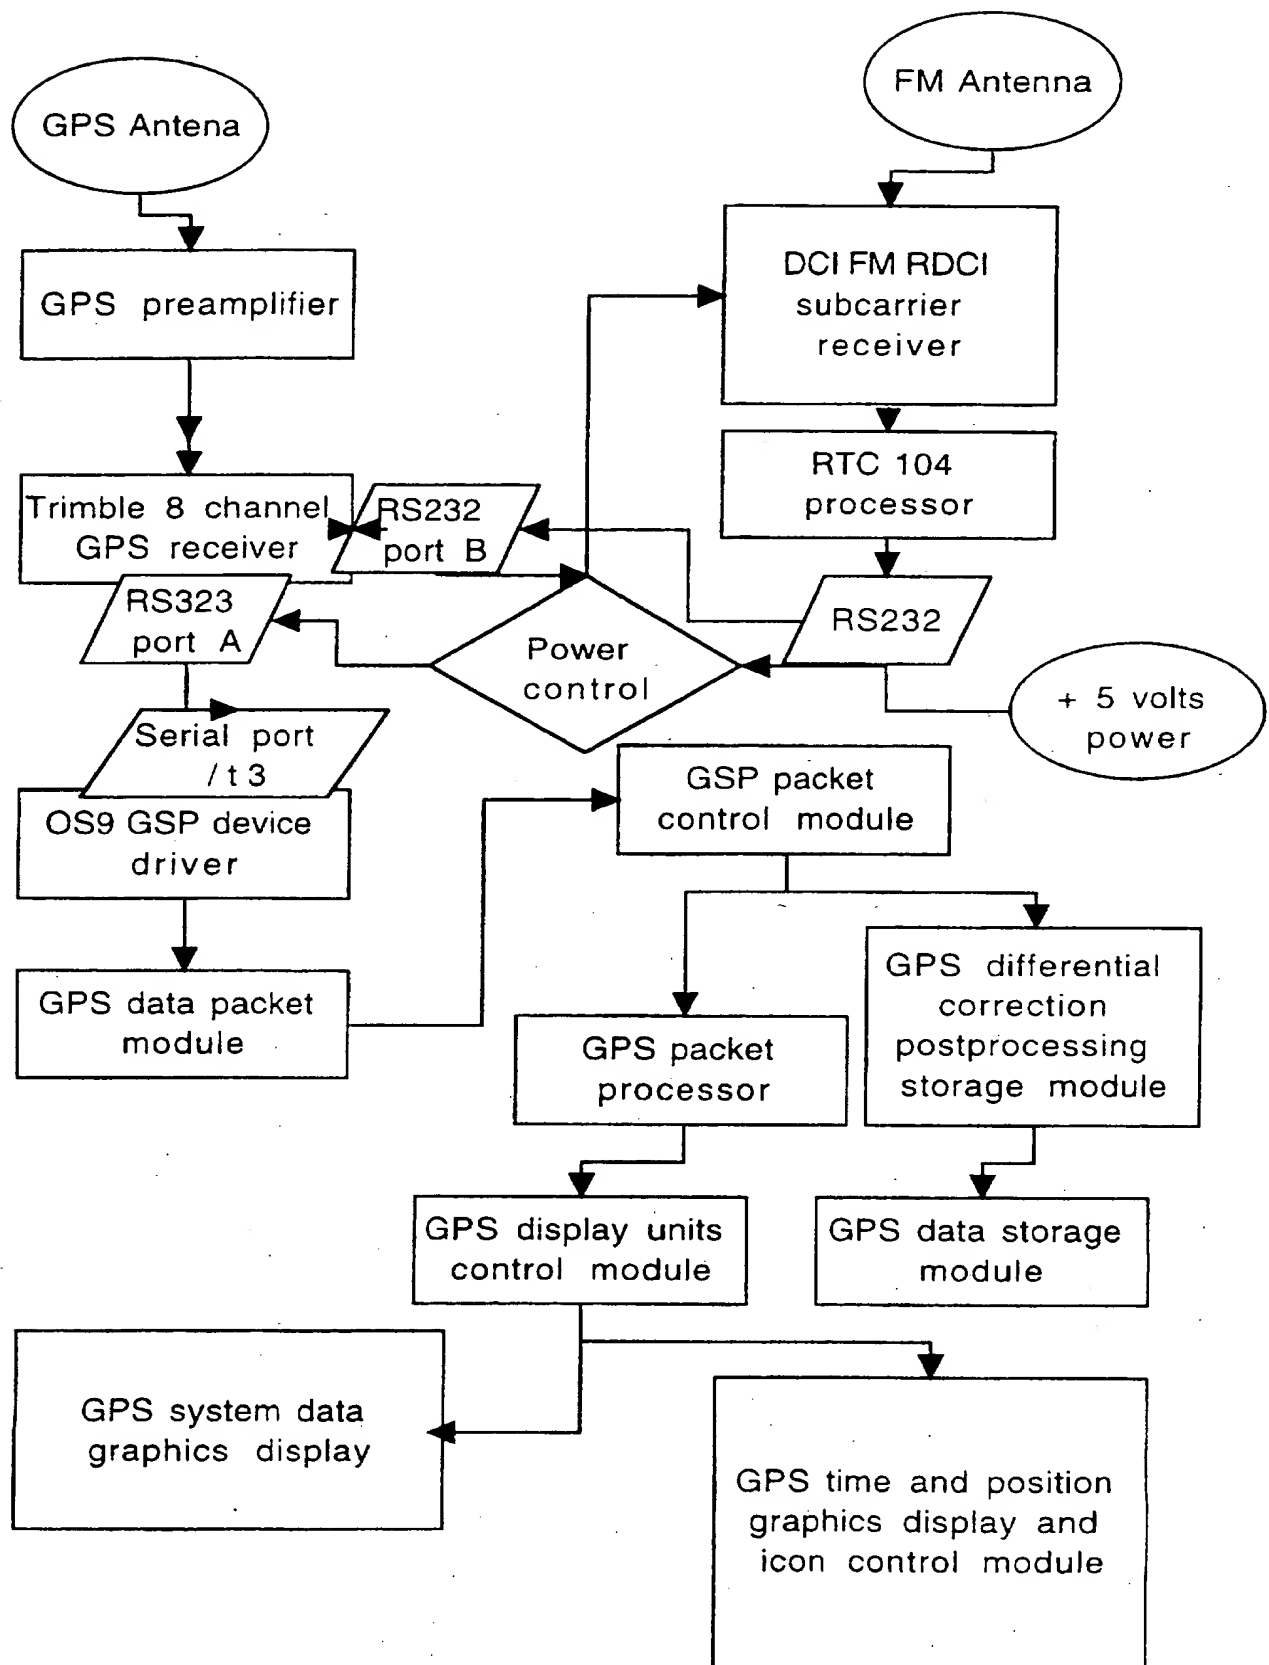 GPS Antena
FM Antenna
GPS preamplifier
DCI FM RDCI
subcarrier
receiver
RTC 104
processor
Trimble 8 channel
GPS receiver
RS232
port B
RS323
port A
RS232
Power
control
+ 5 volts
power
Serial port
/t3
OS9 GSP device
driver
GSP packet
control module
GPS data packet
module
GPS differential
correction
postprocessing
storage module
GPS packet
processor
GPS display units
control module
GPS data storage
module
GPS system data
graphics display
GPS time and position
graphics display and
icon control module